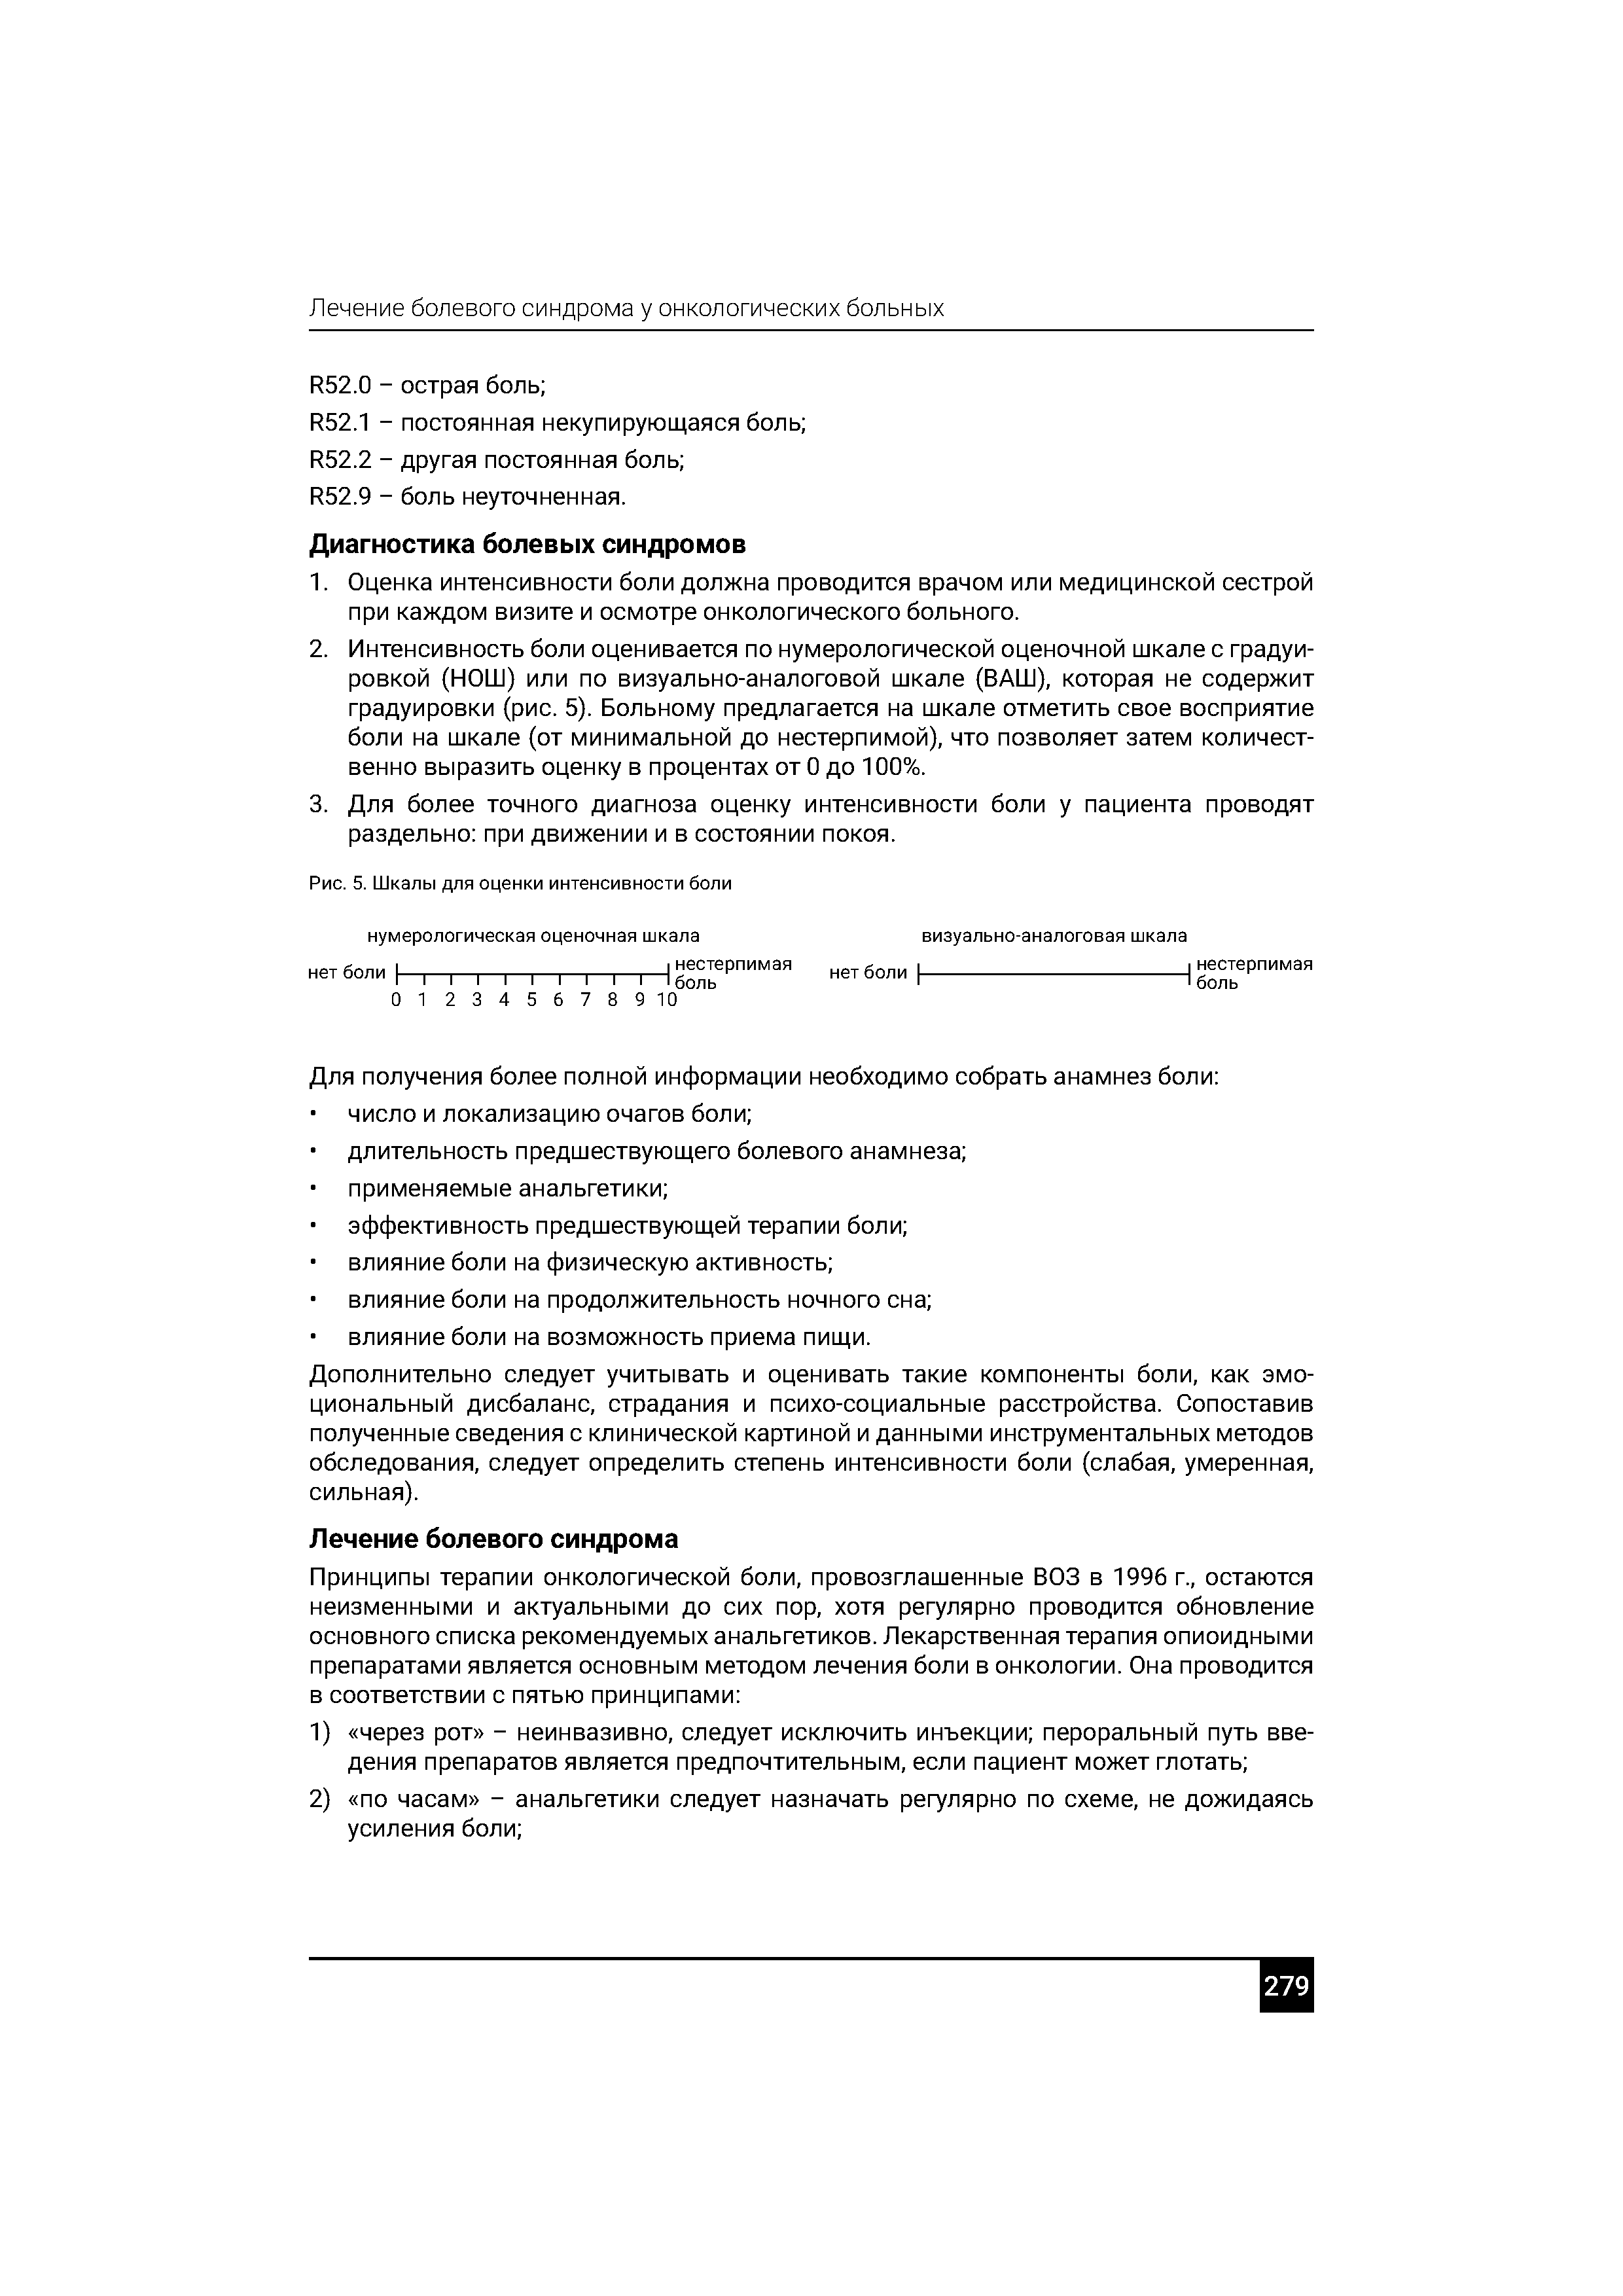 Лечение болевого синдрома у онкологических больных
R52.0 – острая боль;
R52.1 – постоянная некупирующаяся боль;
R52.2 – другая постоянная боль;
R52.9 – боль неуточненная.
Диагностика болевых синдромов
1. Оценка интенсивности боли должна проводится врачом или медицинской сестрой
при каждом визите и осмотре онкологического больного.
2. Интенсивность боли оценивается по нумерологической оценочной шкале с градуи-
ровкой (НОШ) или по визуально-аналоговой шкале (ВАШ), которая не содержит
градуировки (рис. 5). Больному предлагается на шкале отметить свое восприятие
боли на шкале (от минимальной до нестерпимой), что позволяет затем количест-
венно выразить оценку в процентах от 0 до 100%.
3. Для более точного диагноза оценку интенсивности боли у пациента проводят
раздельно: при движении и в состоянии покоя.
Рис. 5. Шкалы для оценки интенсивности боли
нумерологическая оценочная шкала
нет боли
нестерпимая
боль
0 1 2 3 4 5 6 7 8 9 10
визуально-аналоговая шкала
нет боли
нестерпимая
боль
Для получения более полной информации необходимо собрать анамнез боли:
• число и локализацию очагов боли;
• длительность предшествующего болевого анамнеза;
• применяемые анальгетики;
• эффективность предшествующей терапии боли;
• влияние боли на физическую активность;
• влияние боли на продолжительность ночного сна;
• влияние боли на возможность приема пищи.
Дополнительно следует учитывать и оценивать такие компоненты боли, как эмо-
циональный дисбаланс, страдания и психо-социальные расстройства. Сопоставив
полученные сведения с клинической картиной и данными инструментальных методов
обследования, следует определить степень интенсивности боли (слабая, умеренная,
сильная).
Лечение болевого синдрома
Принципы терапии онкологической боли, провозглашенные ВОЗ в 1996 г., остаются
неизменными и актуальными до сих пор, хотя регулярно проводится обновление
основного списка рекомендуемых анальгетиков. Лекарственная терапия опиоидными
препаратами является основным методом лечения боли в онкологии. Она проводится
в соответствии с пятью принципами:
1) «через рот» – неинвазивно, следует исключить инъекции; пероральный путь вве-
дения препаратов является предпочтительным, если пациент может глотать;
2) «по часам» – анальгетики следует назначать регулярно по схеме, не дожидаясь
усиления боли;
279